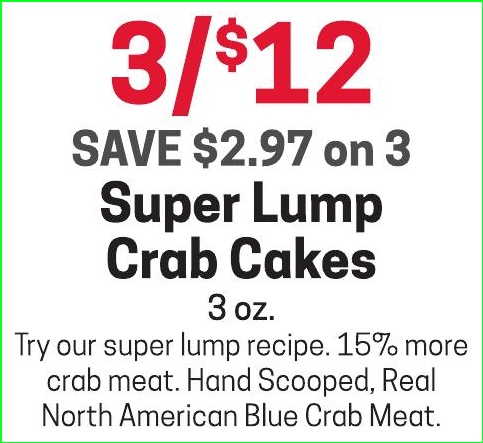 3/$12
SAVE $2.97 on 3
Super Lump
Crab Cakes
3 oz.
Try our super lump recipe. 15% more
crab meat. Hand Scooped, Real
North American Blue Crab Meat.